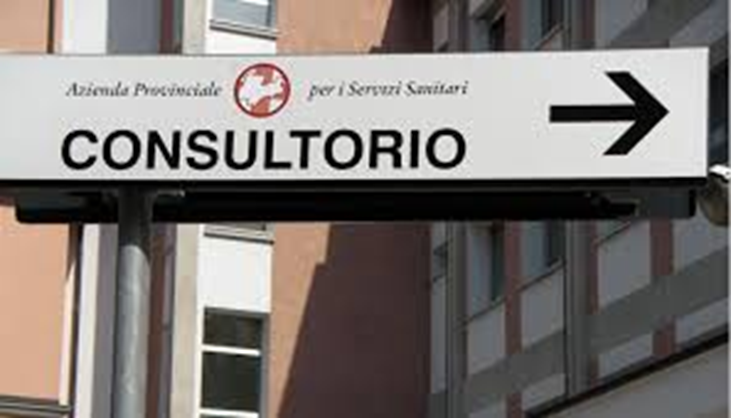 Azienda Provinciale per i Servizi Sanitari
CONSULTORIO